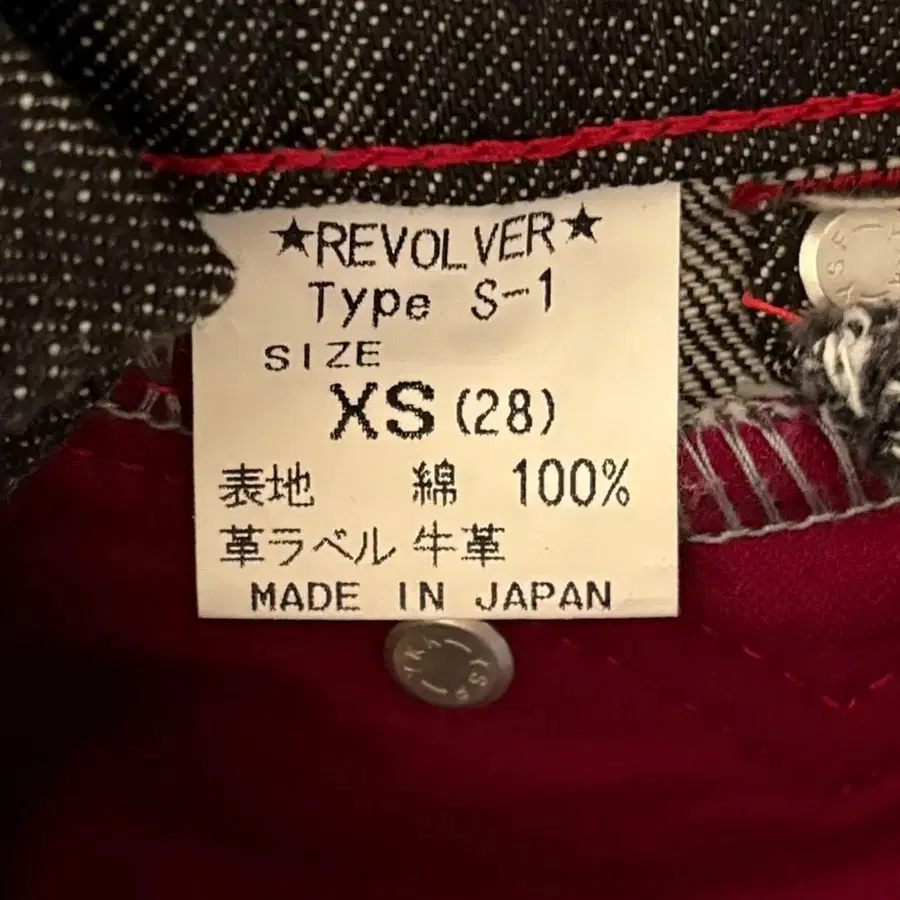 ★REVOLVER★
Type S-1
SIZE
XS (28)
表地 綿 100%
革ラベル 牛革
MADE IN JAPAN